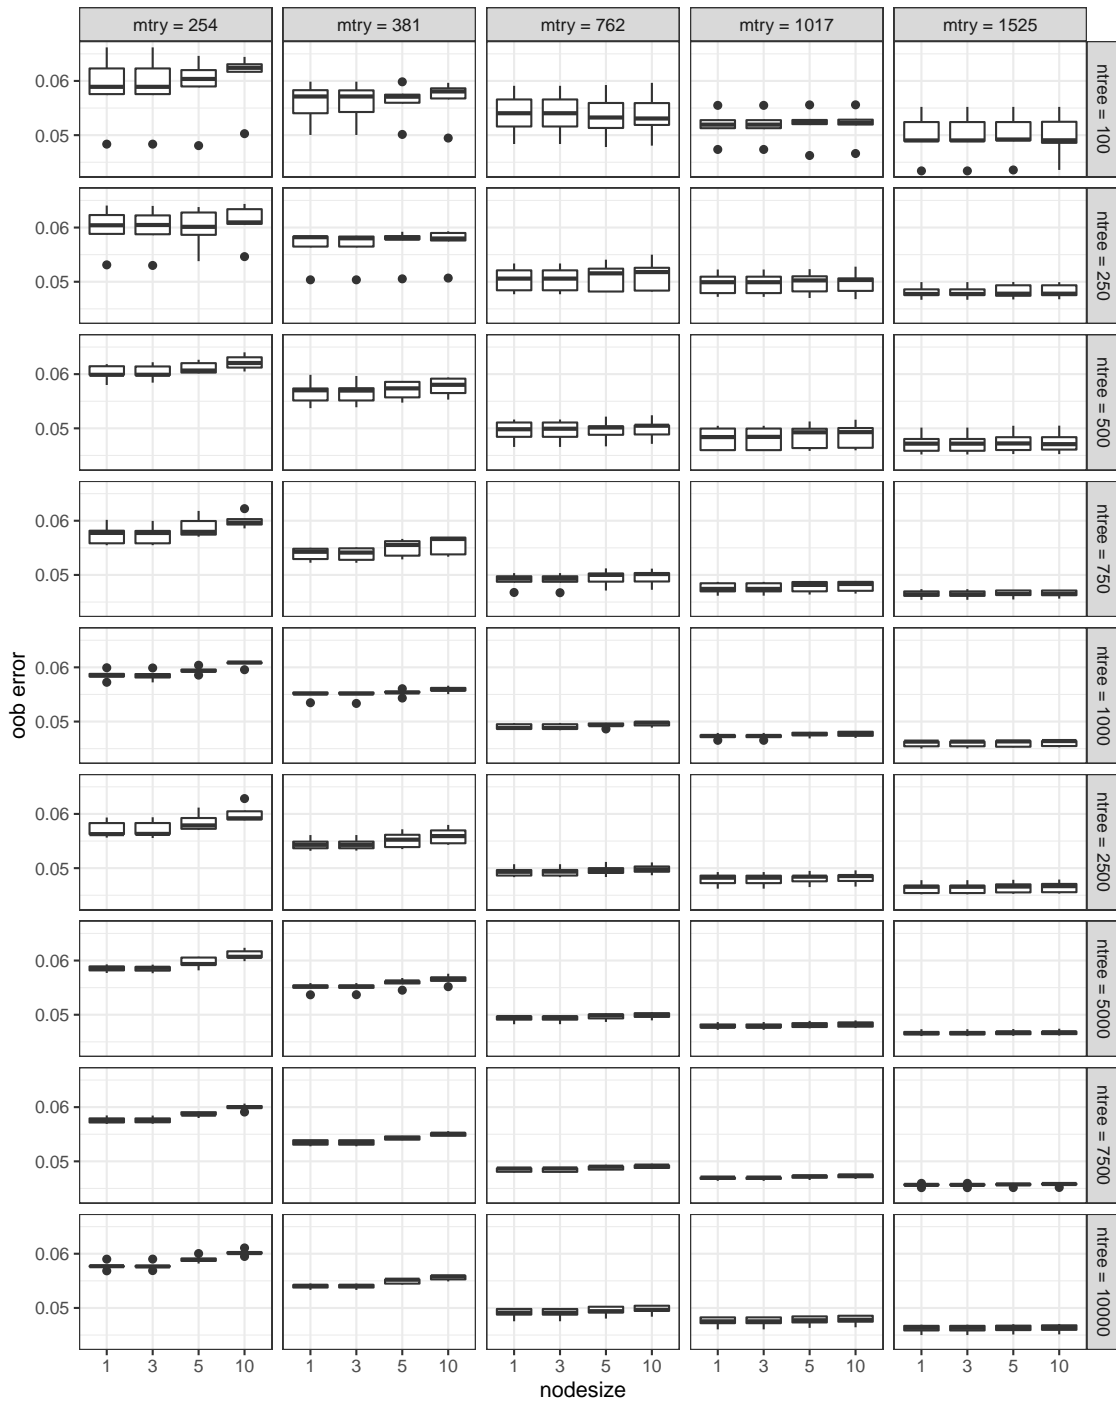 mtry = 254 mtry = 381 mtry = 762 mtry = 1017 mtry = 1525
0.06
0.05
ntree = 100
0.06
0.05
ntree = 250
0.06
0.05
ntree = 500
0.06
0.05
ntree = 750
0.06
0.05
ntree = 1000
0.06
0.05
ntree = 2500
0.06
0.05
ntree = 5000
0.06
0.05
ntree = 7500
0.06
0.05
ntree = 10000
oob error
1 3 5 10 1 3 5 10 1 3 5 10 1 3 5 10 1 3 5 10
nodesize